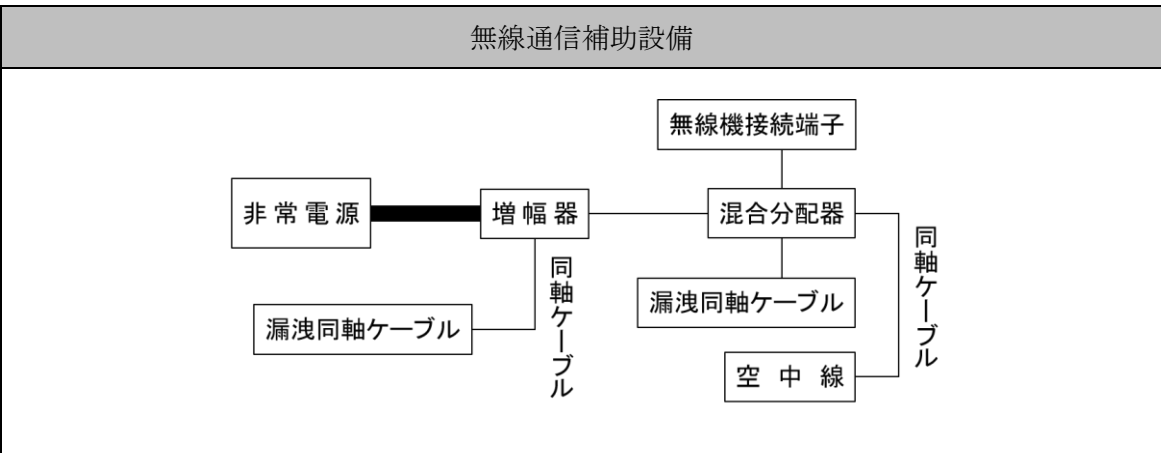 無線通信補助設備
無線機接続端子
非常電源
増幅器
混合分配器
同軸ケーブル
同軸ケーブル
漏洩同軸ケーブル
漏洩同軸ケーブル
空中線